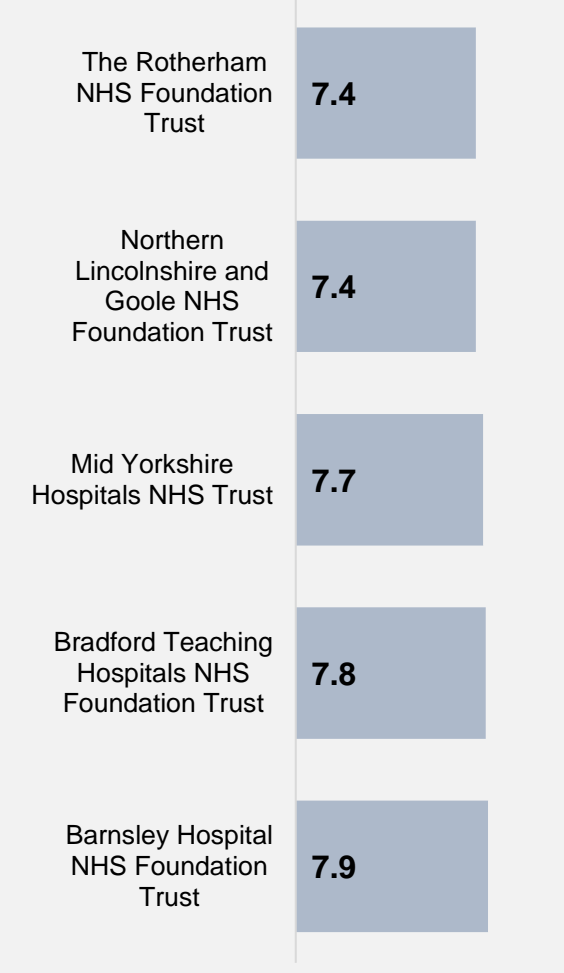 The Rotherham
NHS Foundation
Trust
7.4
Northern
Lincolnshire and
Goole NHS
Foundation Trust
7.4
Mid Yorkshire
Hospitals NHS Trust
7.7
Bradford Teaching
Hospitals NHS
Foundation Trust
7.8
Barnsley Hospital
NHS Foundation
Trust
7.9